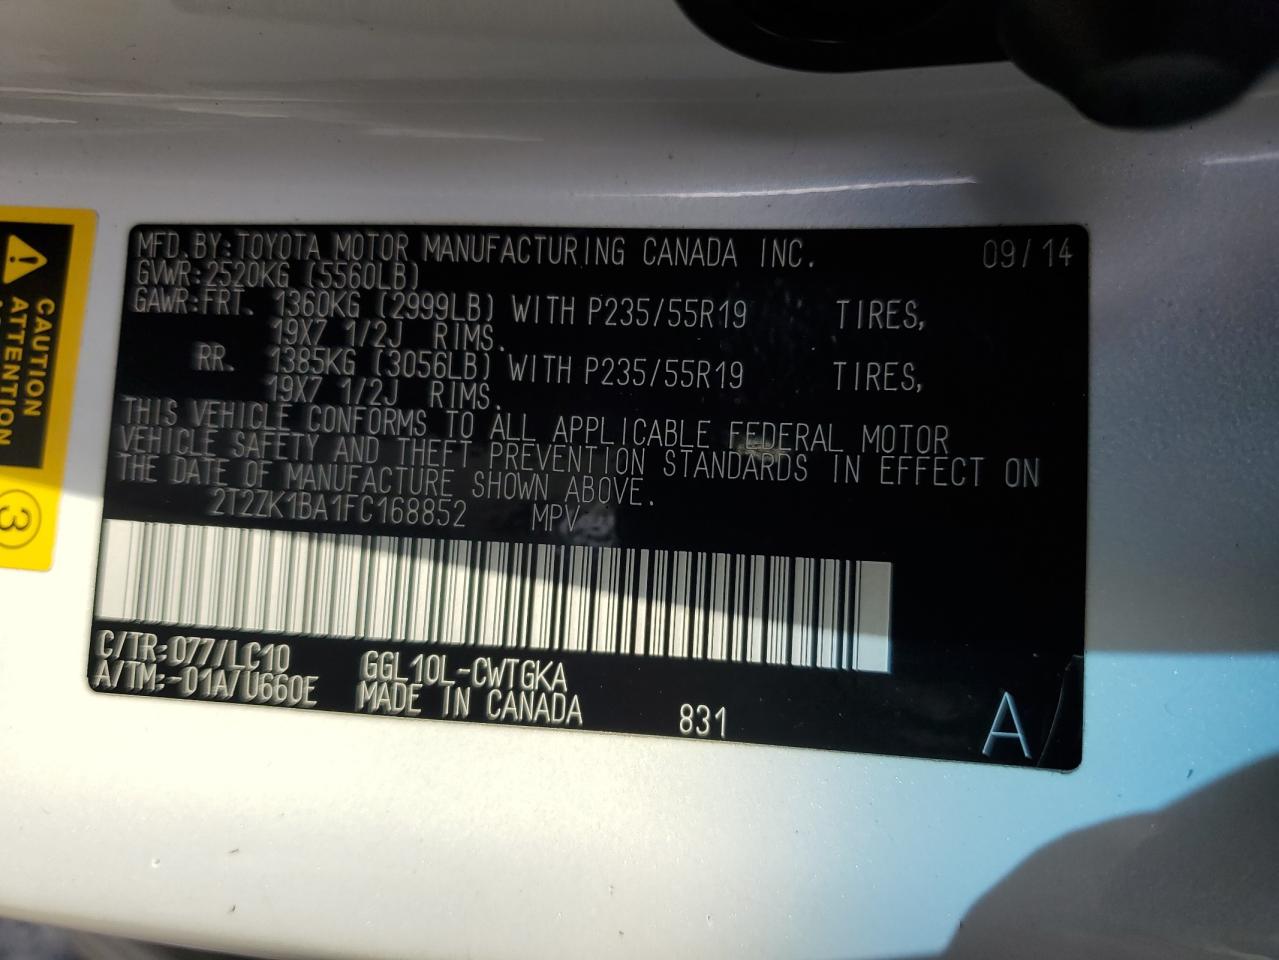 MFD. BY: TOYOTA MOTOR MANUFACTURING CANADA INC. 09/14
GVWR: 2520KG (5560LB)
GAWR: FRT. 1360KG (2999LB) WITH P235/55R19 TIRES,
19X7 1/2J RIMS.
RR. 1385KG (3056LB) WITH P235/55R19 TIRES,
19X7 1/2J RIMS.
THIS VEHICLE CONFORMS TO ALL APPLICABLE FEDERAL MOTOR
VEHICLE SAFETY AND THEFT PREVENTION STANDARDS IN EFFECT ON
THE DATE OF MANUFACTURE SHOWN ABOVE.
2T2ZK1BA1FC168852 MPV
C/TR: 077/LC10 GGL10L-CWTGKA
A/TM: -01A/U660E MADE IN CANADA 831 A
CAUTION
ATTENTION
3